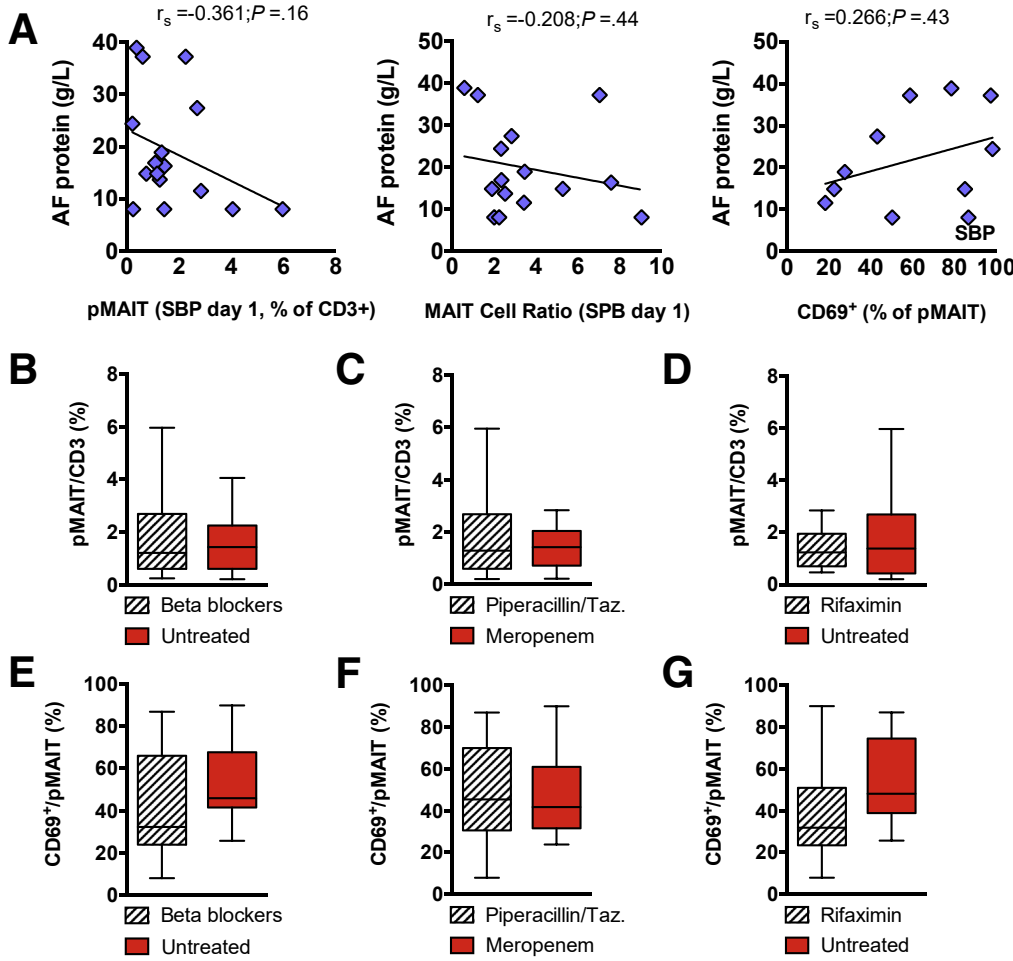 A
r_s=-0.361;P=.16
r_s=-0.208;P=.44
r_s=0.266;P=.43
AF protein (g/L)
40
30
20
10
0
0 2 4 6 8
pMAIT (SBP day 1, % of CD3+)
AF protein (g/L)
50
40
30
20
10
0
0 2 4 6 8 10
MAIT Cell Ratio (SPB day 1)
AF protein (g/L)
50
40
30
20
10
0
SBP
0 20 40 60 80 100
CD69⁺ (% of pMAIT)
B
pMAIT/CD3 (%)
8
6
4
2
0
Beta blockers
Untreated
C
pMAIT/CD3 (%)
8
6
4
2
0
Piperacillin/Taz.
Meropenem
D
pMAIT/CD3 (%)
8
6
4
2
0
Rifaximin
Untreated
E
CD69⁺/pMAIT (%)
100
80
60
40
20
0
Beta blockers
Untreated
F
CD69⁺/pMAIT (%)
100
80
60
40
20
0
Piperacillin/Taz.
Meropenem
G
CD69⁺/pMAIT (%)
100
80
60
40
20
0
Rifaximin
Untreated